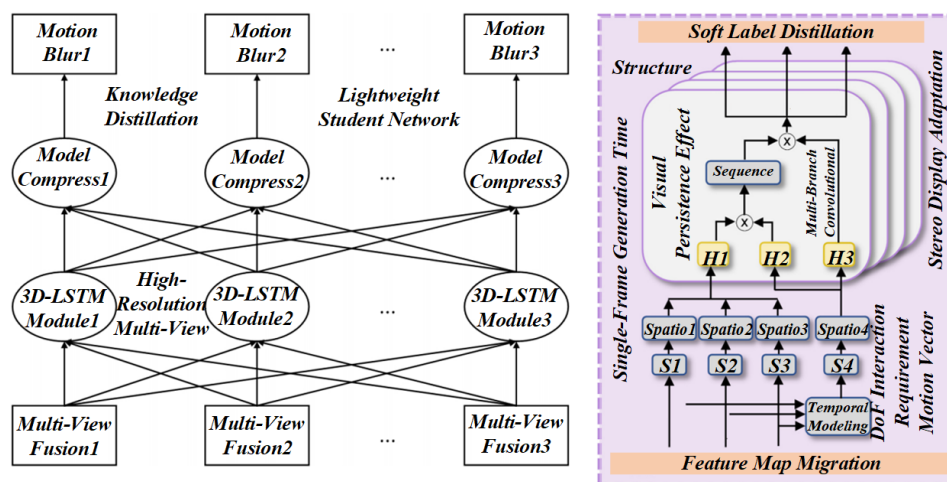 Motion
Blur1
Motion
Blur2
...
Motion
Blur3
Knowledge
Distillation
Lightweight
Student Network
Model
Compress1
Model
Compress2
...
Model
Compress3
3D-LSTM
Module1
High-
Resolution
Multi-View
3D-LSTM
Module2
...
3D-LSTM
Module3
Multi-View
Fusion1
Multi-View
Fusion2
...
Multi-View
Fusion3
Soft Label Distillation
Structure
Single-Frame Generation Time
Visual
Persistence Effect
Sequence
X
X
Multi-Branch
Convolutional
Stereo Display Adaptation
H1
H2
H3
Spatio1
Spatio2
Spatio3
Spatio4
S1
S2
S3
S4
Temporal
Modeling
DoF Interaction
Requirement
Motion Vector
Feature Map Migration